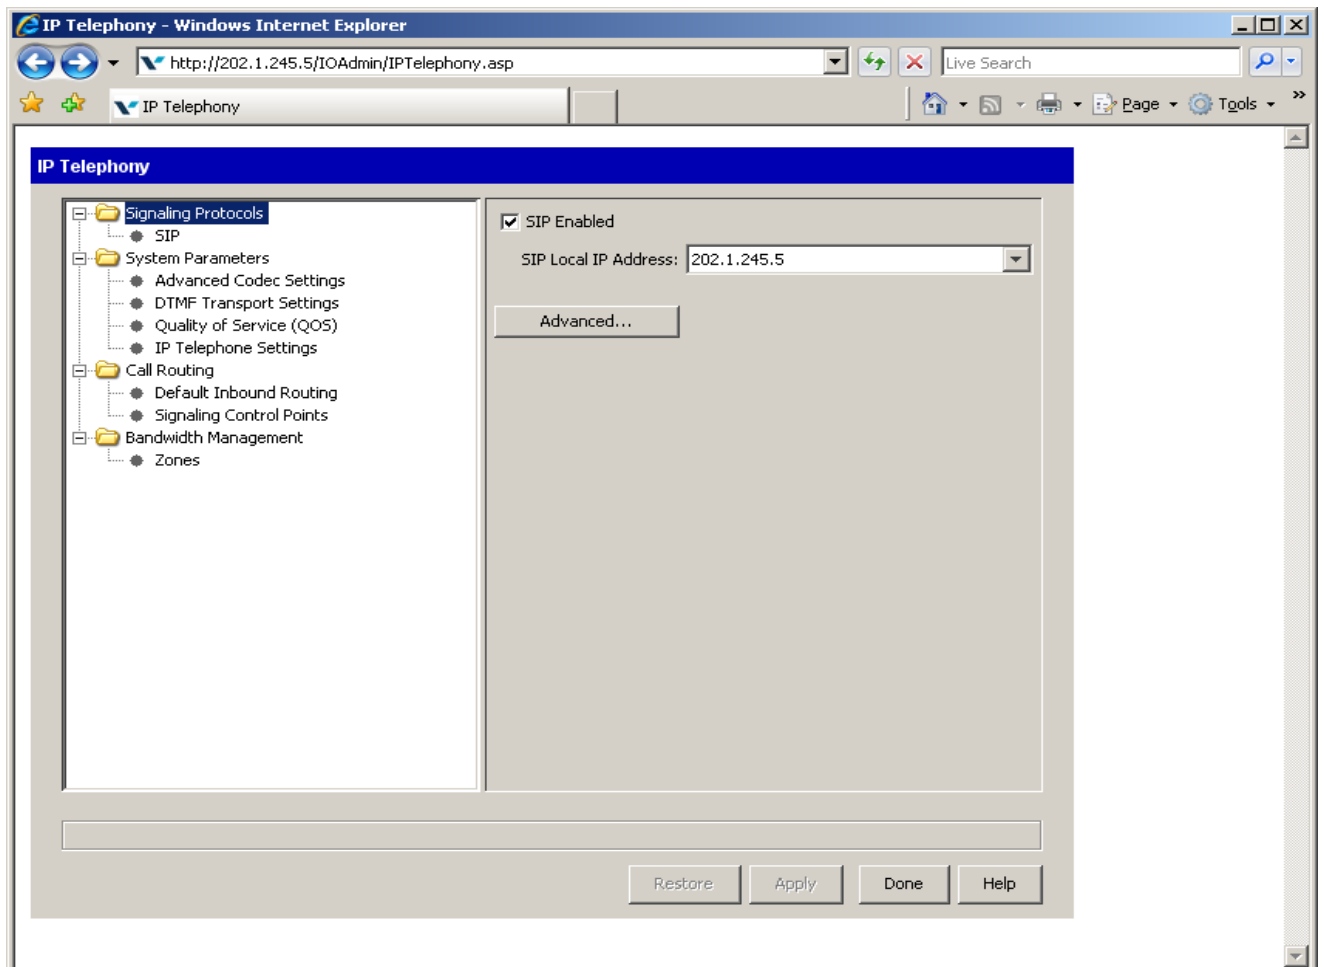 IP Telephony - Windows Internet Explorer
http://202.1.245.5/IOAdmin/IPTelephony.asp
Live Search
IP Telephony
Page
Tools
»
IP Telephony
Signaling Protocols
SIP
System Parameters
Advanced Codec Settings
DTMF Transport Settings
Quality of Service (QOS)
IP Telephone Settings
Call Routing
Default Inbound Routing
Signaling Control Points
Bandwidth Management
Zones
SIP Enabled
SIP Local IP Address: 202.1.245.5
Advanced...
Restore Apply Done Help